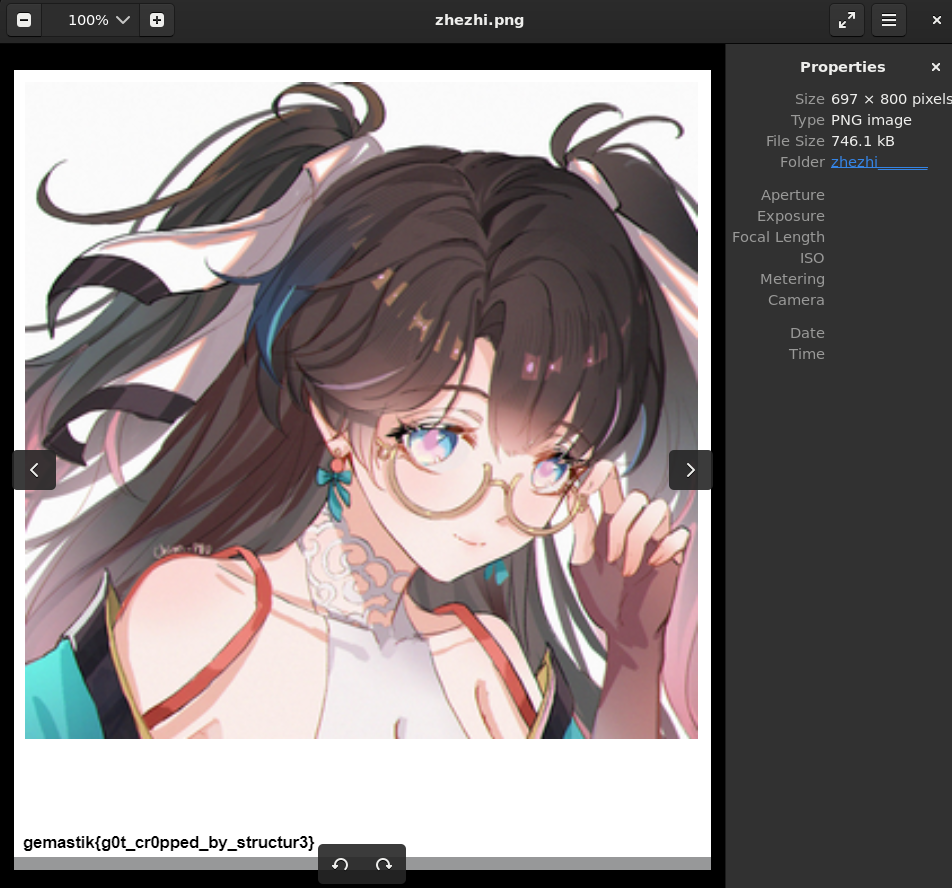 100%
zhezhi.png
Properties
Size 697 × 800 pixels
Type PNG image
File Size 746.1 kB
Folder zhezhi
Aperture
Exposure
Focal Length
ISO
Metering
Camera
Date
Time
gemastik{g0t_cr0pped_by_structur3}